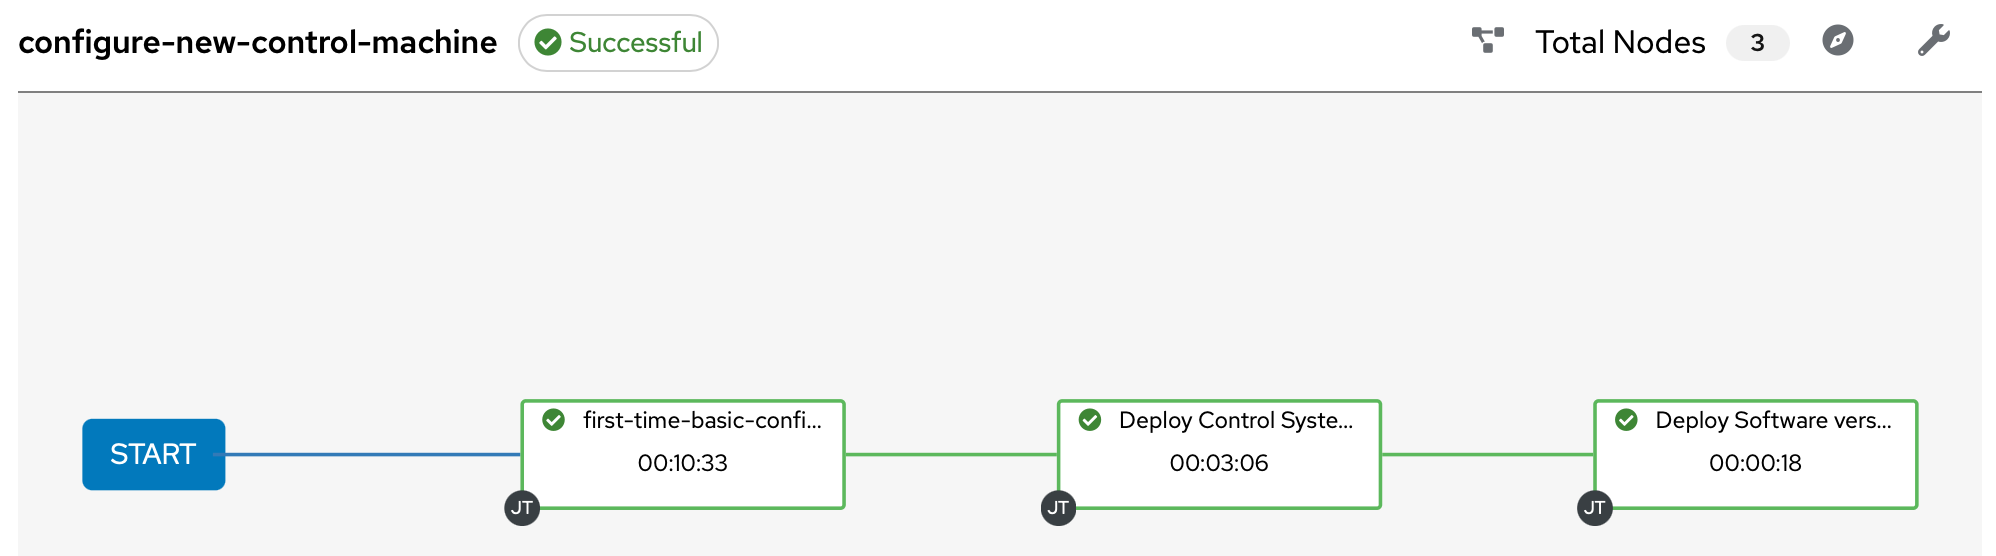 configure-new-control-machine Successful Total Nodes 3
START
first-time-basic-confi...
00:10:33
JT
Deploy Control Syste...
00:03:06
JT
Deploy Software vers...
00:00:18
JT